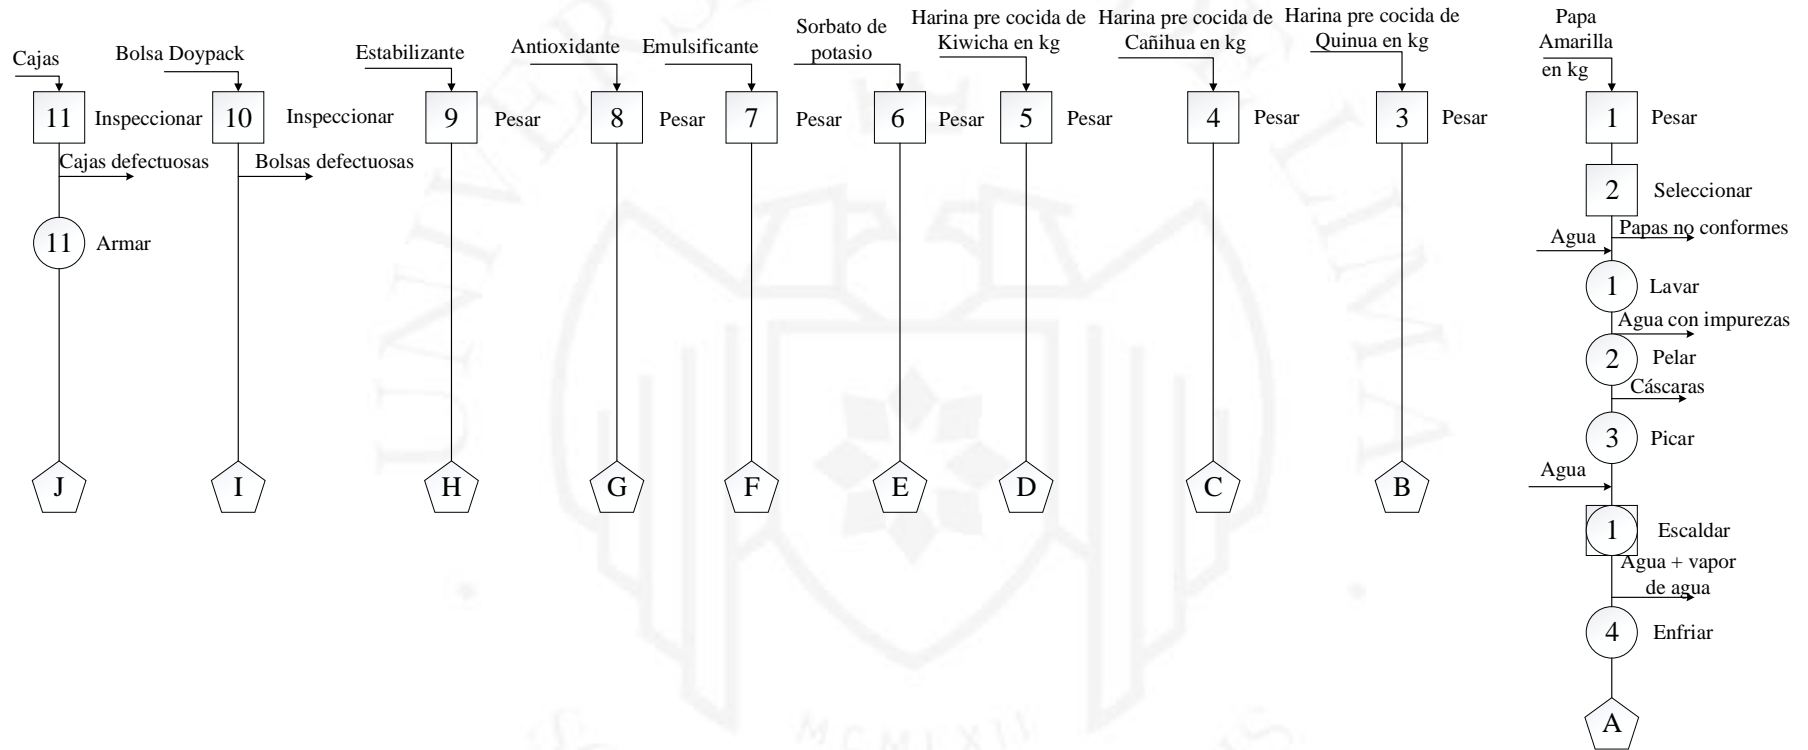 Cajas
11
Inspeccionar
Cajas defectuosas
11
Armar
J
Bolsa Doypack
10
Inspeccionar
Bolsas defectuosas
I
Estabilizante
9
Pesar
H
Antioxidante
8
Pesar
G
Emulsificante
7
Pesar
F
Sorbato de
potasio
6
Pesar
E
Harina pre cocida de
Kiwicha en kg
5
Pesar
D
Harina pre cocida de
Cañihua en kg
4
Pesar
C
Harina pre cocida de
Quinua en kg
3
Pesar
B
Papa
Amarilla
en kg
1
Pesar
2
Seleccionar
Papas no conformes
Agua
1
Lavar
Agua con impurezas
2
Pelar
Cáscaras
3
Picar
Agua
1
Escaldar
Agua + vapor
de agua
4
Enfriar
A
MCMLXII